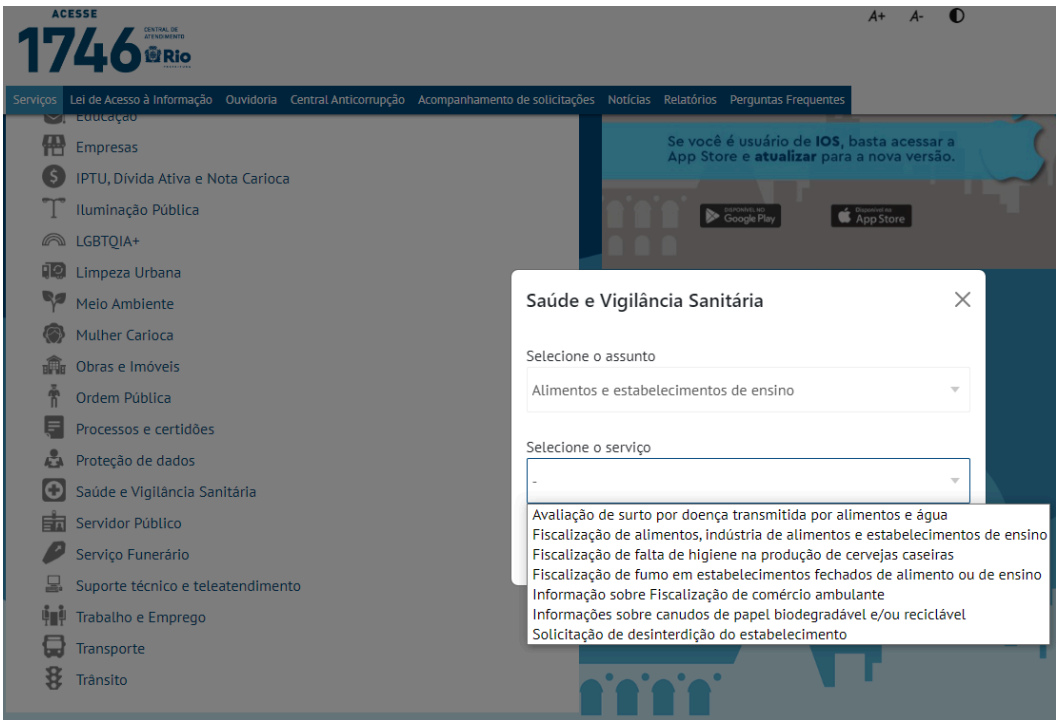 ACESSE
1746
CENTRAL DE
ATENDIMENTO
Rio
A+ A-
Serviços Lei de Acesso à Informação Ouvidoria Central Anticorrupção Acompanhamento de solicitações Notícias Relatórios Perguntas Frequentes
Educação
Empresas
IPTU, Dívida Ativa e Nota Carioca
Iluminação Pública
LGBTQIA+
Limpeza Urbana
Meio Ambiente
Mulher Carioca
Obras e Imóveis
Ordem Pública
Processos e certidões
Proteção de dados
Saúde e Vigilância Sanitária
Servidor Público
Serviço Funerário
Suporte técnico e teleatendimento
Trabalho e Emprego
Transporte
Trânsito
Se você é usuário de IOS, basta acessar a
App Store e atualizar para a nova versão.
DISPONÍVEL NO
Google Play
Disponível na
App Store
Saúde e Vigilância Sanitária
Selecione o assunto
Alimentos e estabelecimentos de ensino
Selecione o serviço
-
Avaliação de surto por doença transmitida por alimentos e água
Fiscalização de alimentos, indústria de alimentos e estabelecimentos de ensino
Fiscalização de falta de higiene na produção de cervejas caseiras
Fiscalização de fumo em estabelecimentos fechados de alimento ou de ensino
Informação sobre Fiscalização de comércio ambulante
Informações sobre canudos de papel biodegradável e/ou reciclável
Solicitação de desinterdição do estabelecimento